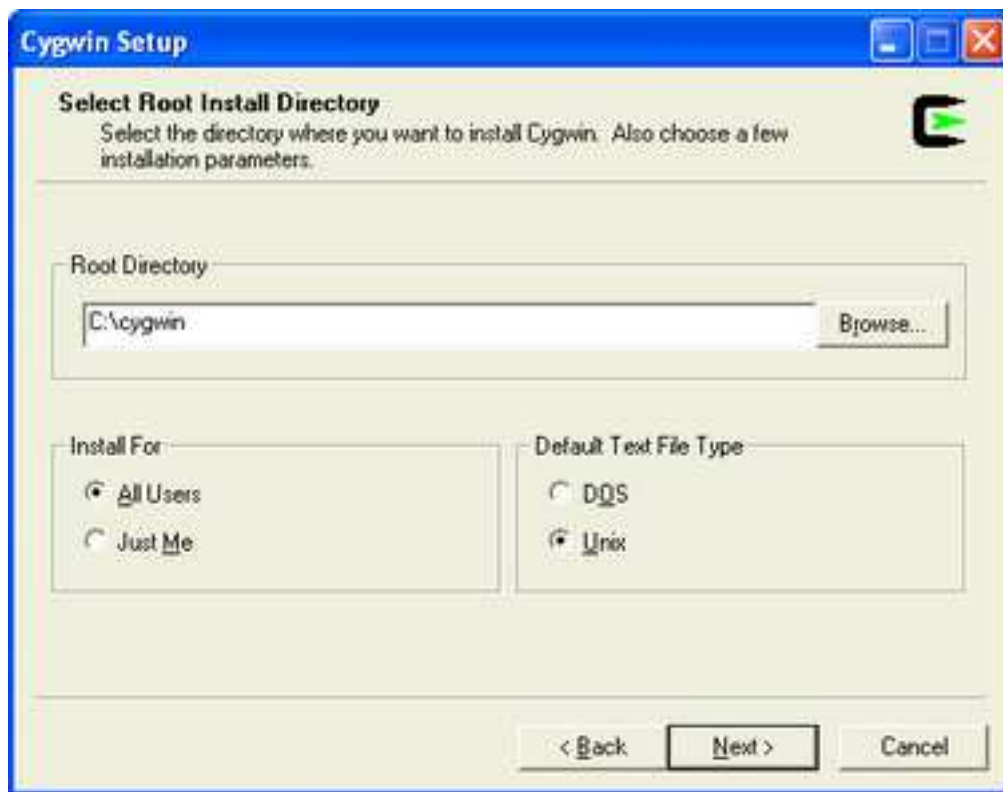 Cygwin Setup
Select Root Install Directory
Select the directory where you want to install Cygwin. Also choose a few
installation parameters.
Root Directory
C:\cygwin
Browse...
Install For
All Users
Just Me
Default Text File Type
DOS
Unix
< Back
Next >
Cancel